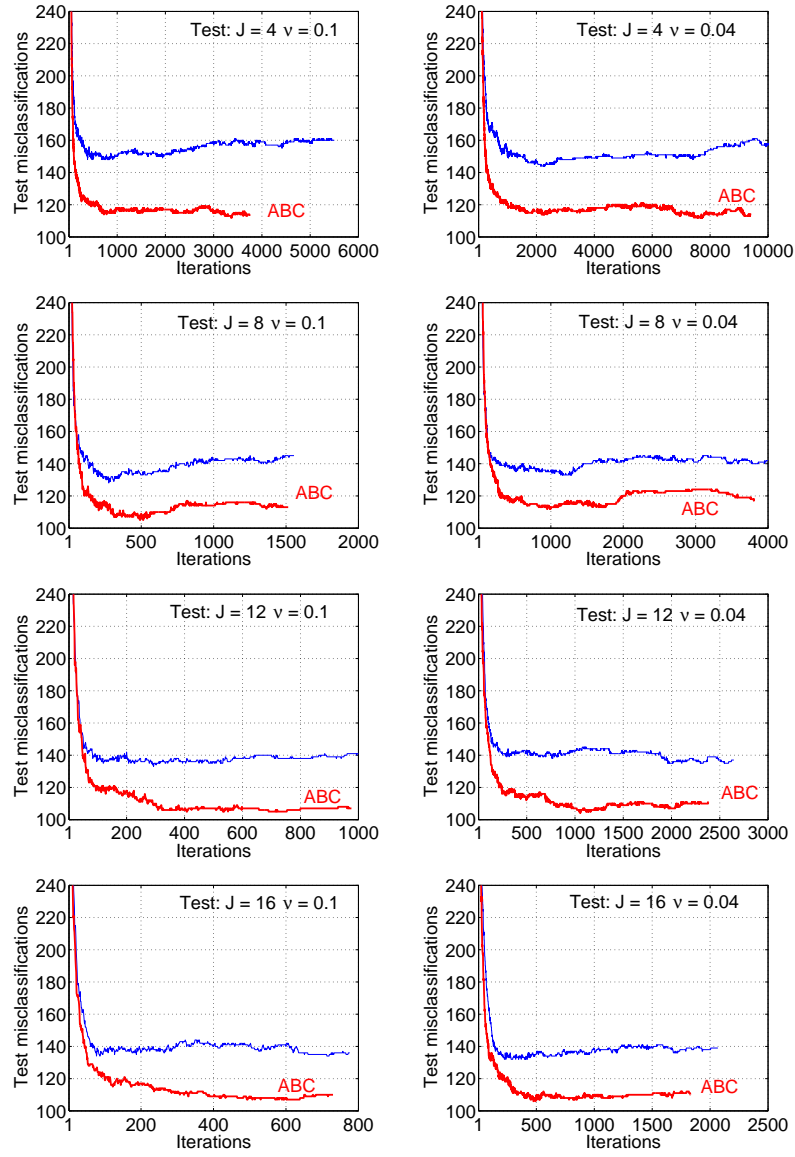 Test: J = 4 ν = 0.1
Test misclassifications
240
220
200
180
160
140
120
100
ABC
1 1000 2000 3000 4000 5000 6000
Iterations
Test: J = 4 ν = 0.04
Test misclassifications
240
220
200
180
160
140
120
100
ABC
1 2000 4000 6000 8000 10000
Iterations
Test: J = 8 ν = 0.1
Test misclassifications
240
220
200
180
160
140
120
100
ABC
1 500 1000 1500 2000
Iterations
Test: J = 8 ν = 0.04
Test misclassifications
240
220
200
180
160
140
120
100
ABC
1 1000 2000 3000 4000
Iterations
Test: J = 12 ν = 0.1
Test misclassifications
240
220
200
180
160
140
120
100
ABC
1 200 400 600 800 1000
Iterations
Test: J = 12 ν = 0.04
Test misclassifications
240
220
200
180
160
140
120
100
ABC
1 500 1000 1500 2000 2500 3000
Iterations
Test: J = 16 ν = 0.1
Test misclassifications
240
220
200
180
160
140
120
100
ABC
1 200 400 600 800
Iterations
Test: J = 16 ν = 0.04
Test misclassifications
240
220
200
180
160
140
120
100
ABC
1 500 1000 1500 2000 2500
Iterations